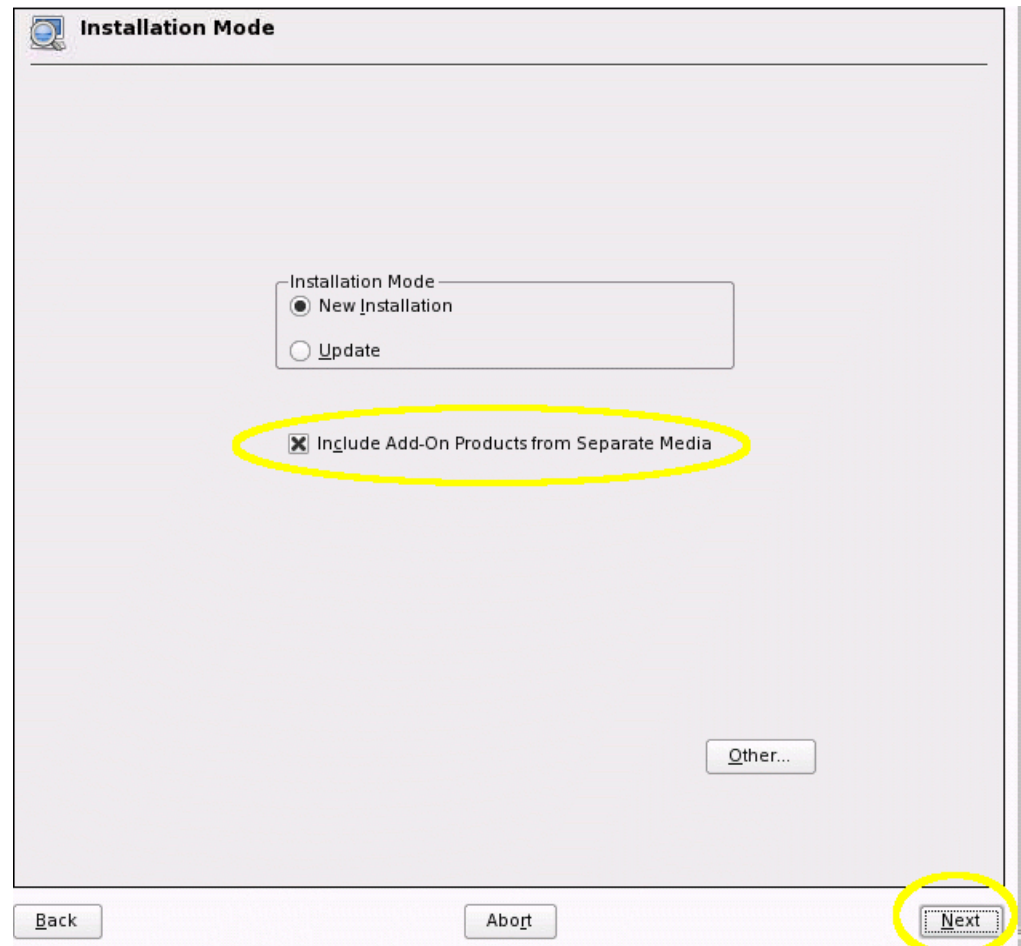 Installation Mode
Installation Mode
New Installation
Update
Include Add-On Products from Separate Media
Other...
Back
Abort
Next